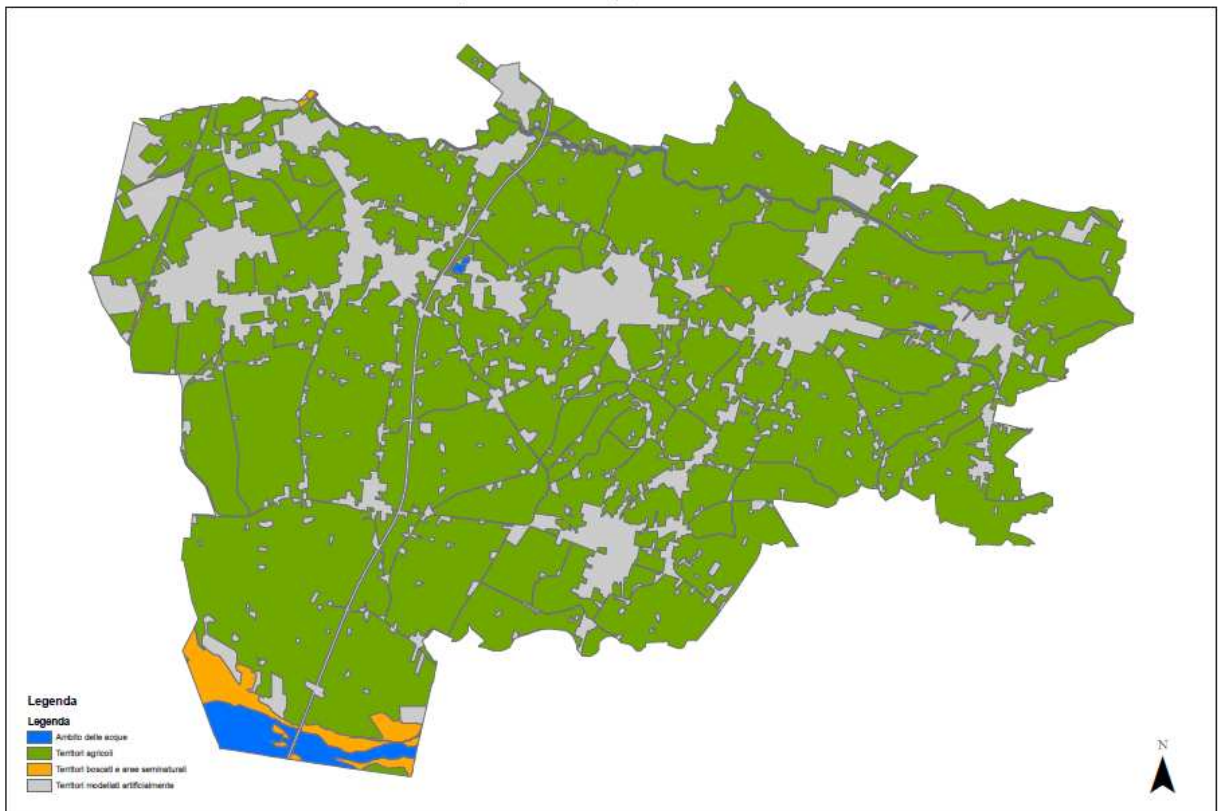 Legenda
Legenda
Ambito delle acque
Territori agricoli
Territori boscati e aree seminaturali
Territori modellati artificialmente
N